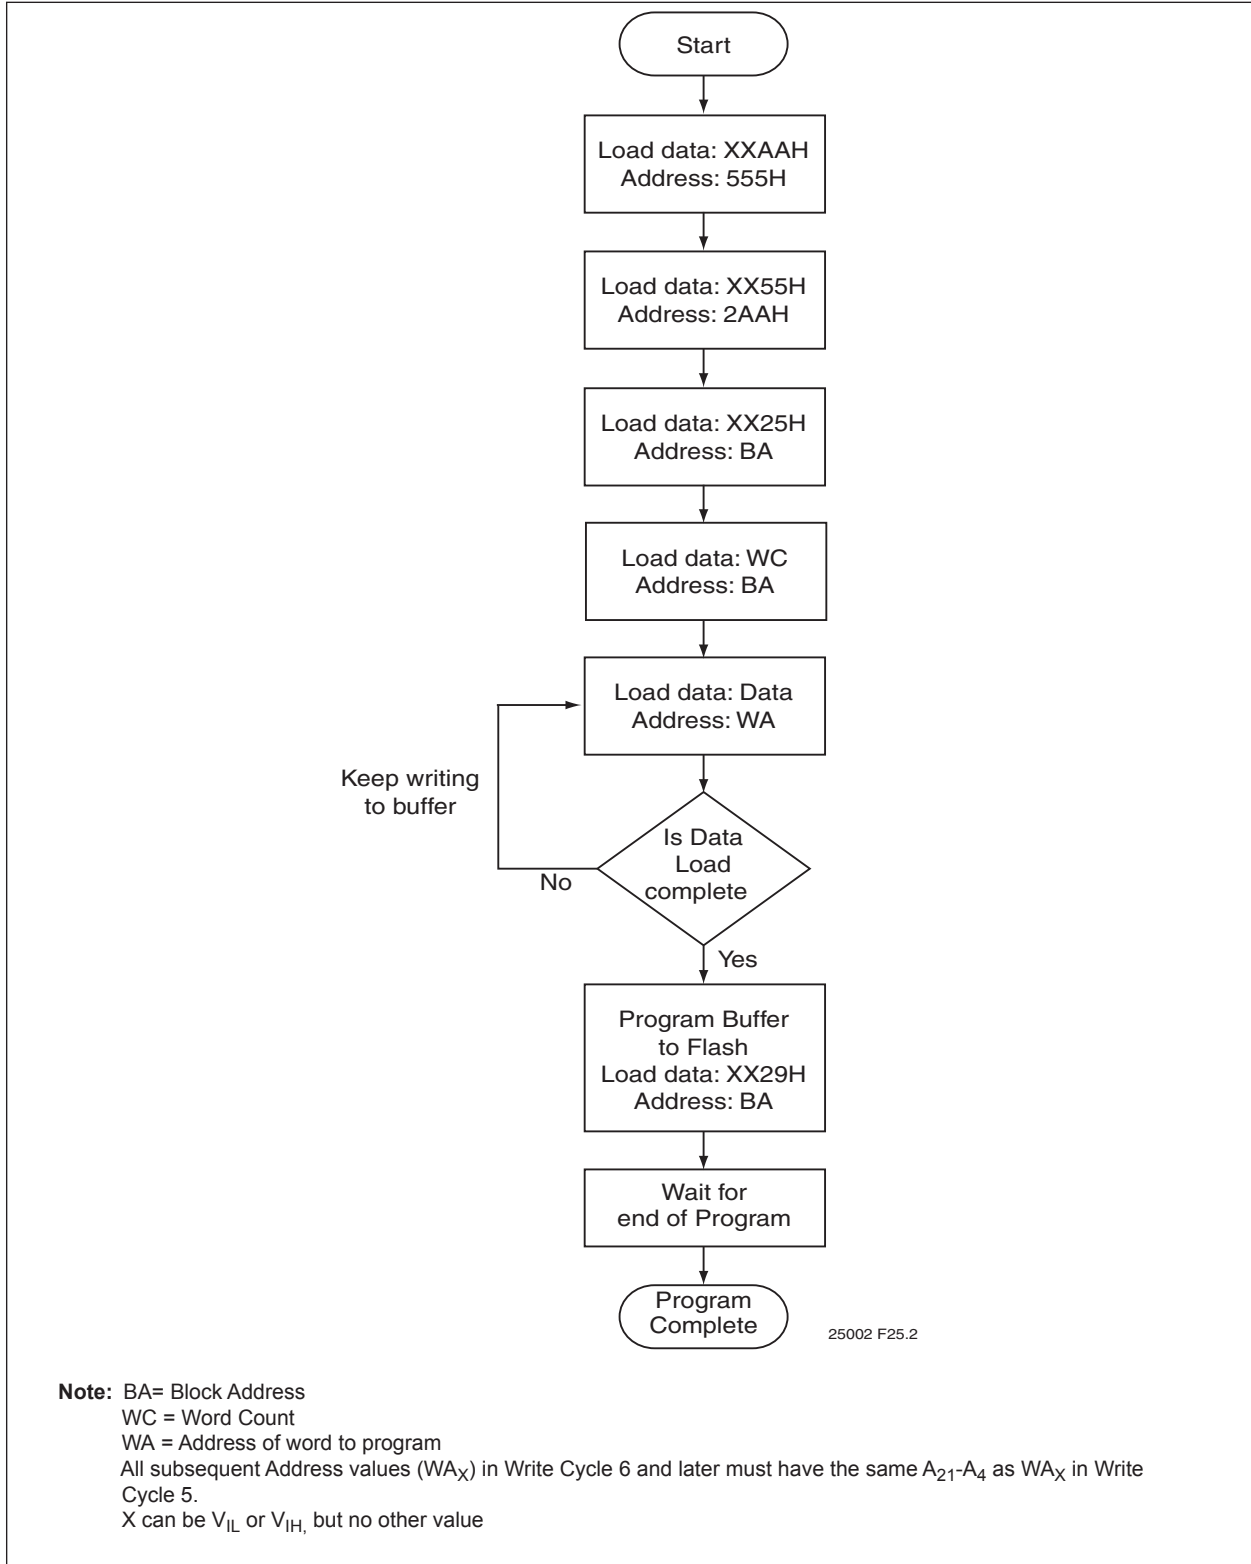 Start
Load data: XXAAH
Address: 555H
Load data: XX55H
Address: 2AAH
Load data: XX25H
Address: BA
Load data: WC
Address: BA
Load data: Data
Address: WA
Keep writing
to buffer
Is Data
Load
complete
No
Yes
Program Buffer
to Flash
Load data: XX29H
Address: BA
Wait for
end of Program
Program
Complete
25002 F25.2
Note: BA= Block Address
WC = Word Count
WA = Address of word to program
All subsequent Address values (WAX) in Write Cycle 6 and later must have the same A21-A4 as WAX in Write
Cycle 5.
X can be VIL or VIH, but no other value